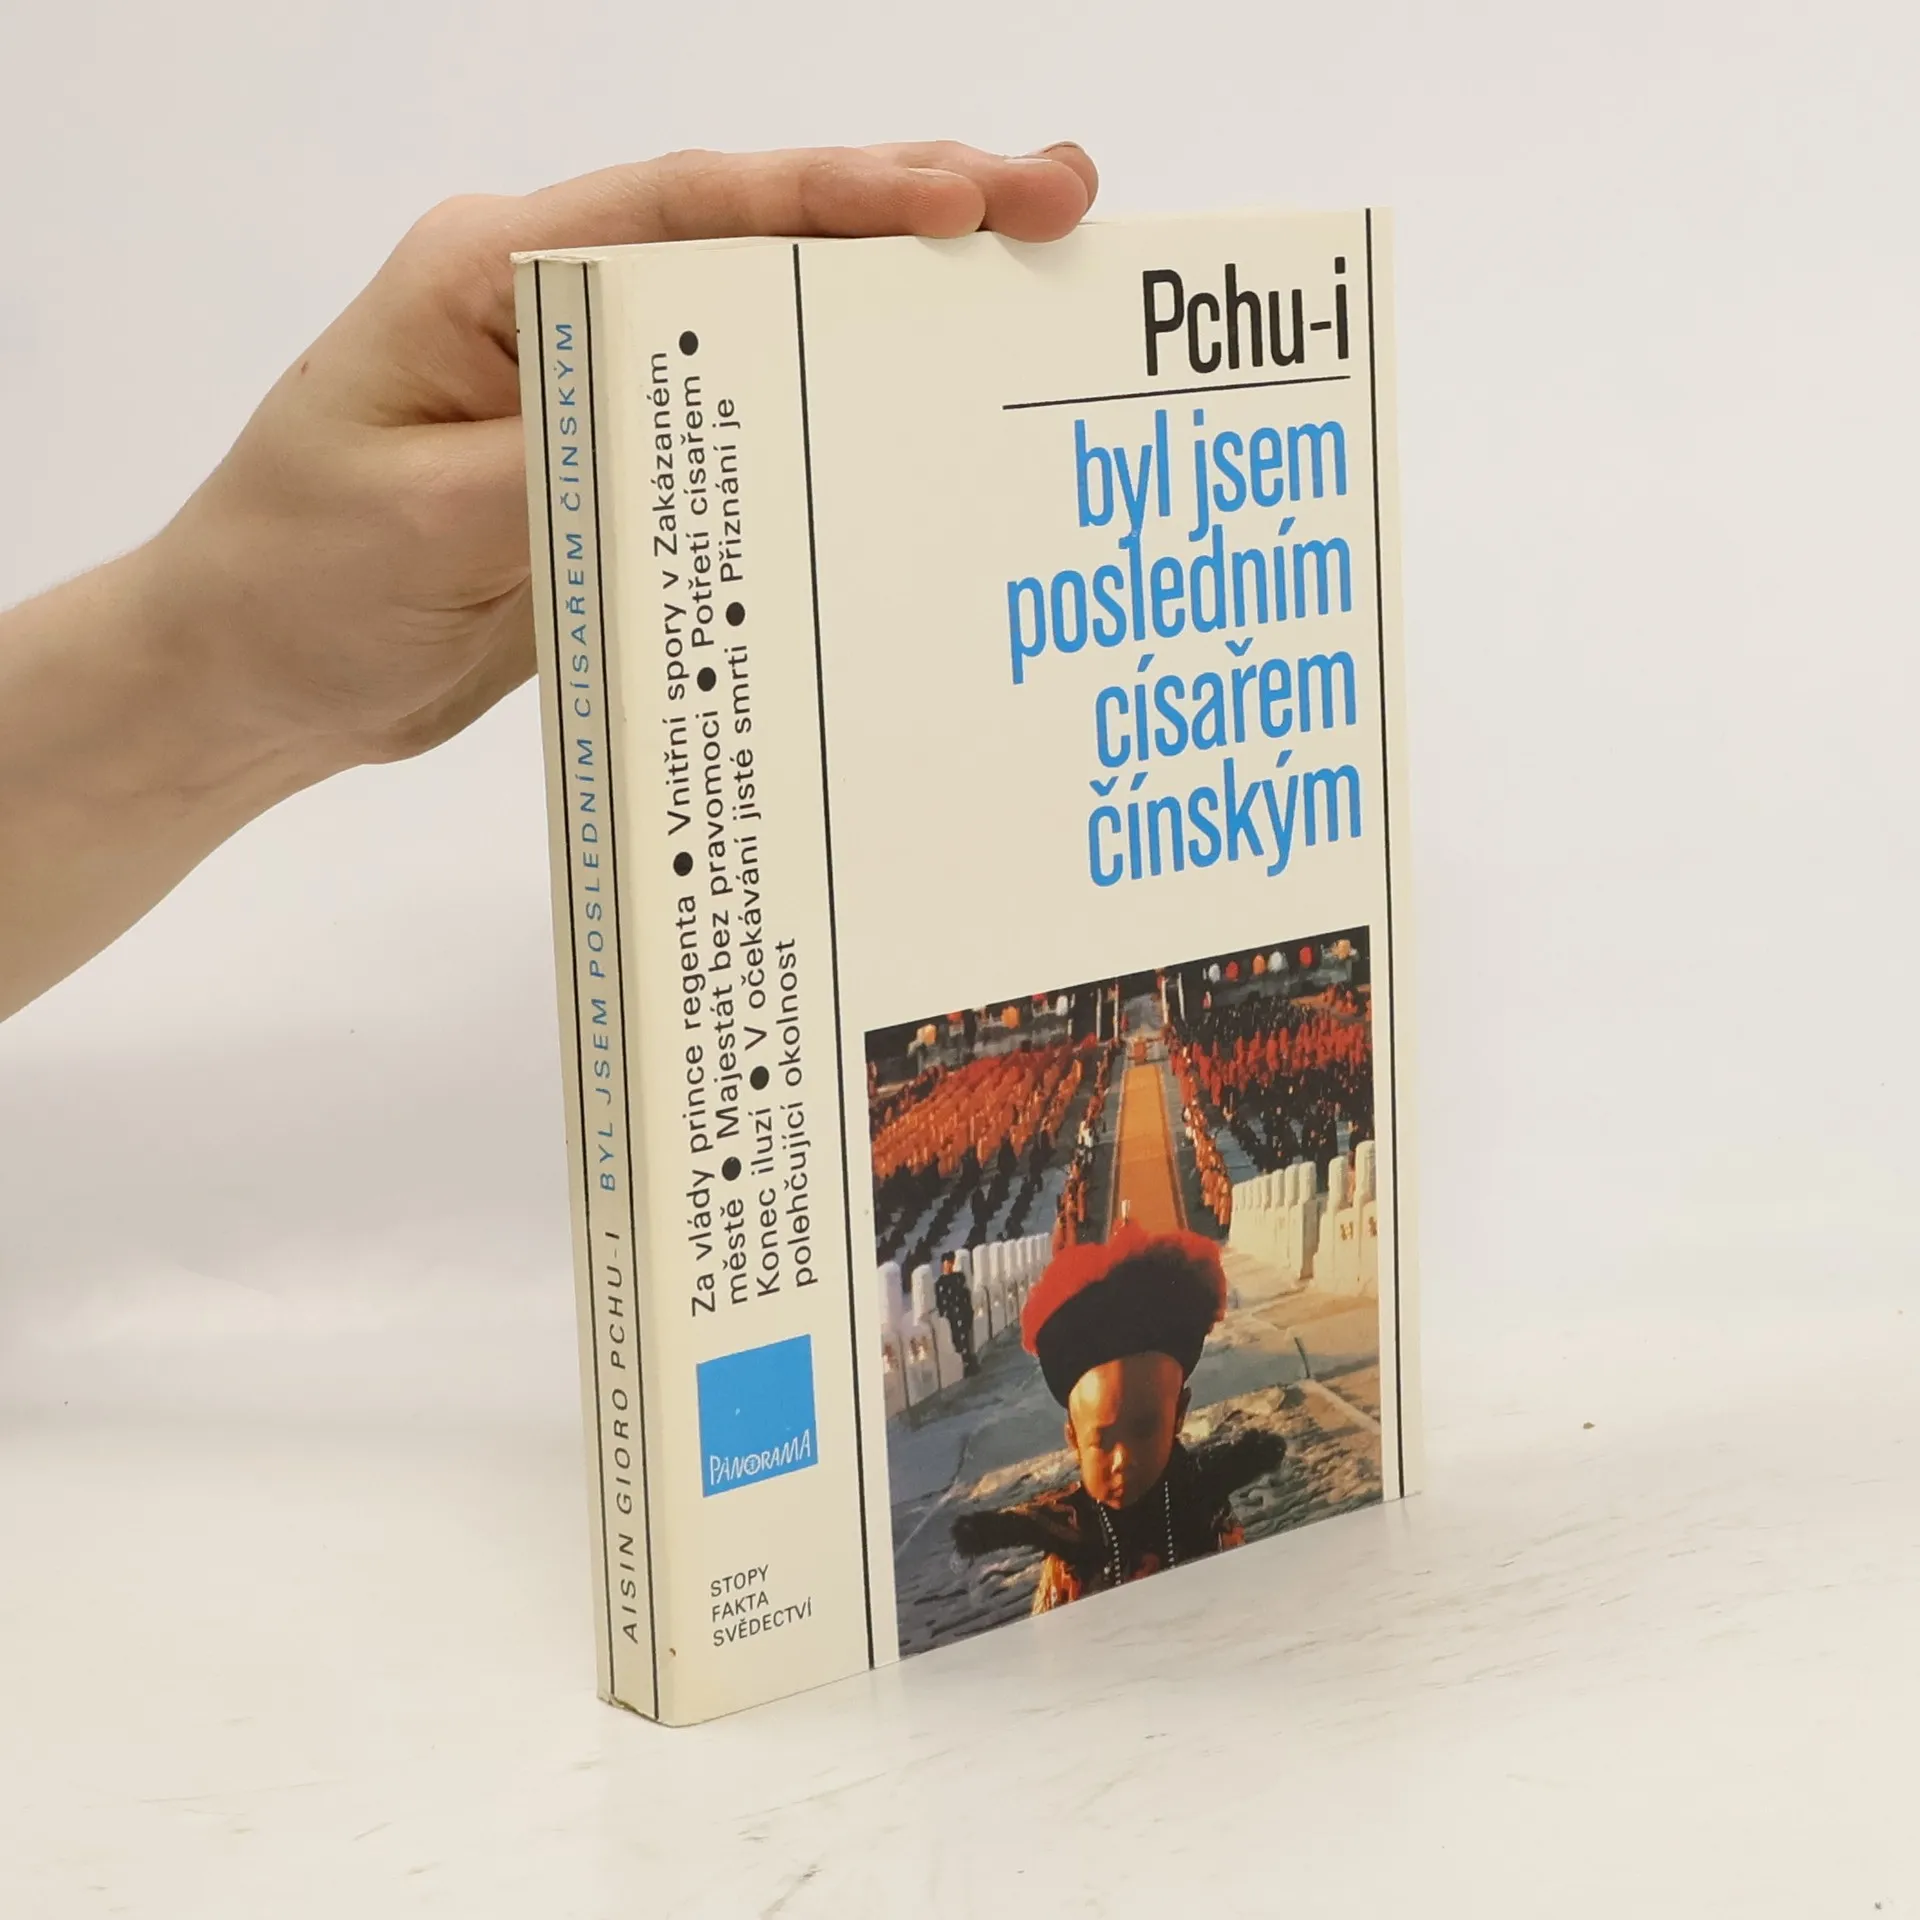 AISIN GIORO PCHU-I BYL JSEM POSLEDNÍM CÍSAŘEM ČÍNSKÝM
Za vlády prince regenta ● Vnitřní spory v Zakázaném
městě ● Majestát bez pravomoci ● Potřetí císařem ●
Konec iluzí ● V očekávání jisté smrti ● Přiznání je
polehčující okolnost
PANORAMA
STOPY
FAKTA
SVĚDECTVÍ
Pchu-i
byl jsem
posledním
císařem
čínským